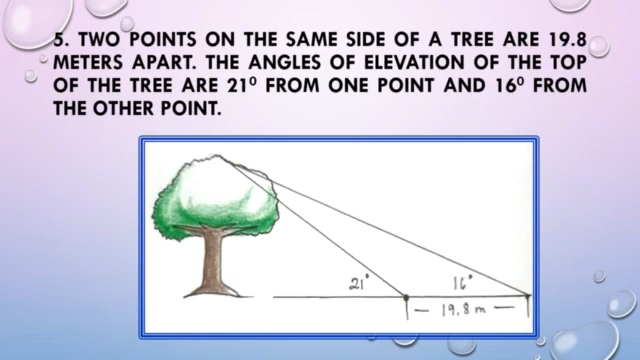 5. TWO POINTS ON THE SAME SIDE OF A TREE ARE 19.8
METERS APART. THE ANGLES OF ELEVATION OF THE TOP
OF THE TREE ARE 21⁰ FROM ONE POINT AND 16⁰ FROM
THE OTHER POINT.
21° 16°
19.8 m